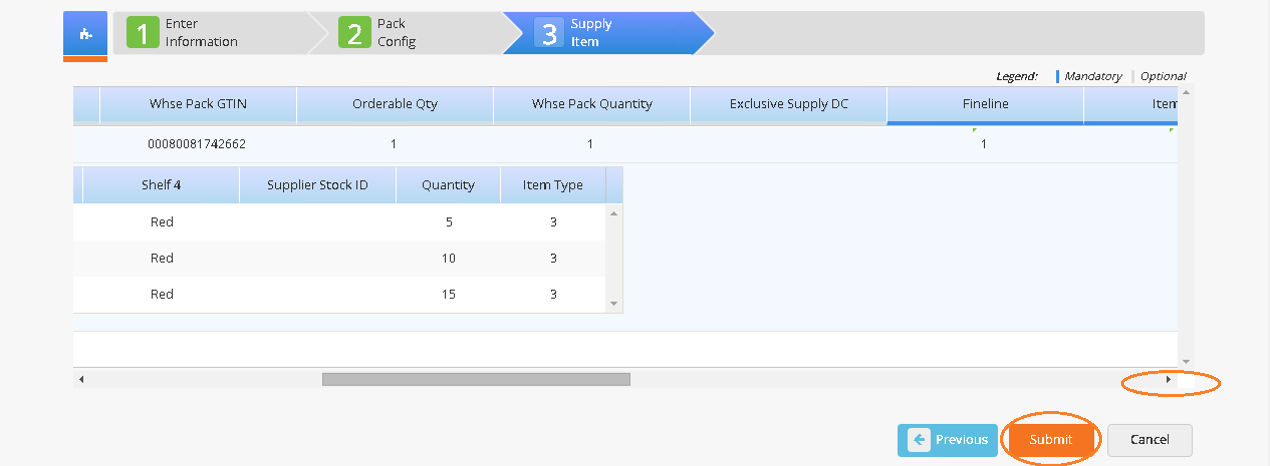 1 Enter
Information
2 Pack
Config
3 Supply
Item
Legend: Mandatory Optional
Whse Pack GTIN Orderable Qty Whse Pack Quantity Exclusive Supply DC Fineline Item
00080081742662 1 1 1
Shelf 4 Supplier Stock ID Quantity Item Type
Red 5 3
Red 10 3
Red 15 3
Previous Submit Cancel